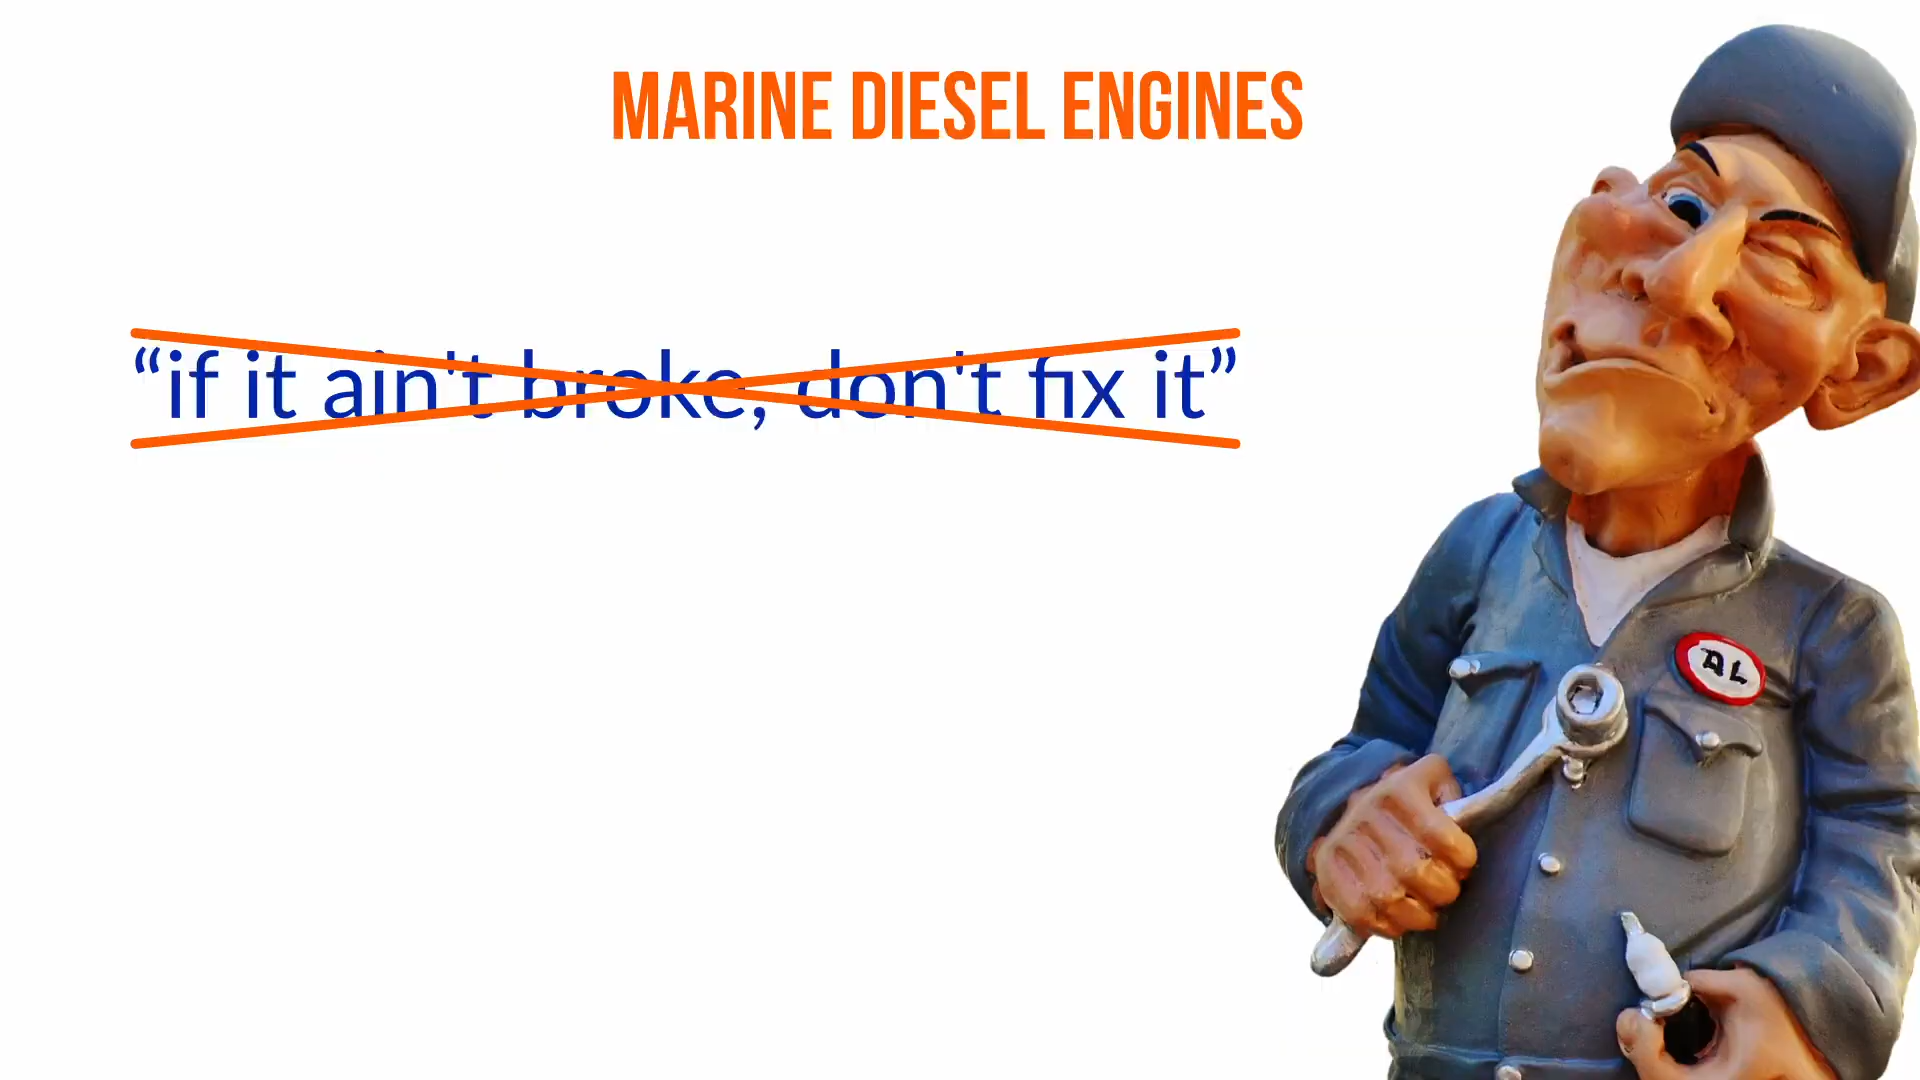 MARINE DIESEL ENGINES
“if it ain't broke, don't fix it”
AL